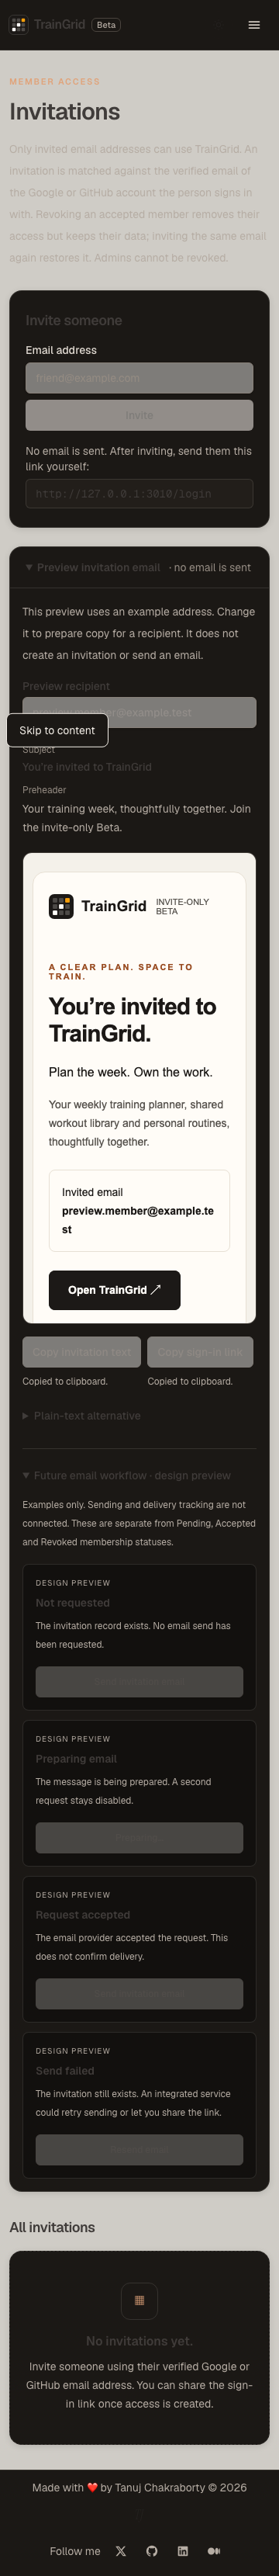 TrainGrid Beta
MEMBER ACCESS
Invitations
Only invited email addresses can use TrainGrid. An
invitation is matched against the verified email of
the Google or GitHub account the person signs in
with. Revoking an accepted member removes their
access but keeps their data; inviting the same email
again restores it. Admins cannot be revoked.
Invite someone
Email address
friend@example.com
Invite
No email is sent. After inviting, send them this
link yourself:
http://127.0.0.1:3010/login
Preview invitation email · no email is sent
This preview uses an example address. Change
it to prepare copy for a recipient. It does not
create an invitation or send an email.
Preview recipient
Skip to content
Subject
You're invited to TrainGrid
Preheader
Your training week, thoughtfully together. Join
the invite-only Beta.
TrainGrid INVITE-ONLY
BETA
A CLEAR PLAN. SPACE TO
TRAIN.
You're invited to
TrainGrid.
Plan the week. Own the work.
Your weekly training planner, shared
workout library and personal routines,
thoughtfully together.
Invited email
preview.member@example.te
st
Open TrainGrid ↗
Copy invitation text Copy sign-in link
Copied to clipboard. Copied to clipboard.
Plain-text alternative
Future email workflow · design preview
Examples only. Sending and delivery tracking are not
connected. These are separate from Pending, Accepted
and Revoked membership statuses.
DESIGN PREVIEW
Not requested
The invitation record exists. No email send has
been requested.
DESIGN PREVIEW
Preparing email
The message is being prepared. A second
request stays disabled.
DESIGN PREVIEW
Request accepted
The email provider accepted the request. This
does not confirm delivery.
DESIGN PREVIEW
Send failed
The invitation still exists. An integrated service
could retry sending or let you share the link.
All invitations
No invitations yet.
Invite someone using their verified Google or
GitHub email address. You can share the sign-
in link once access is created.
Made with ❤️ by Tanuj Chakraborty © 2026
Follow me